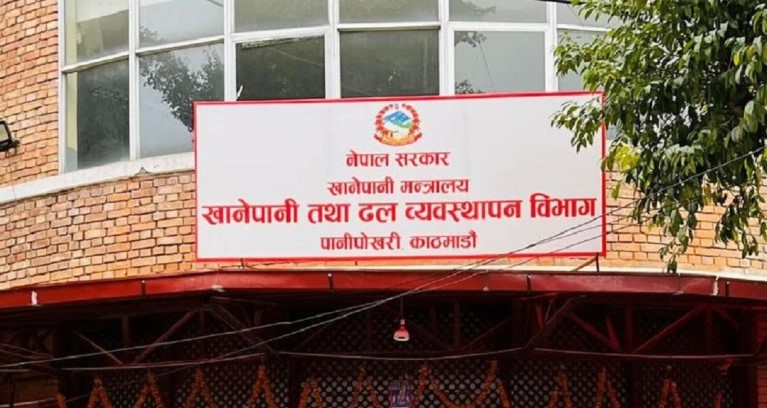 नेपाल सरकार
खानेपानी मन्त्रालय
खानेपानी तथा ढल व्यवस्थापन विभाग
पानीपोखरी, काठमाडौं